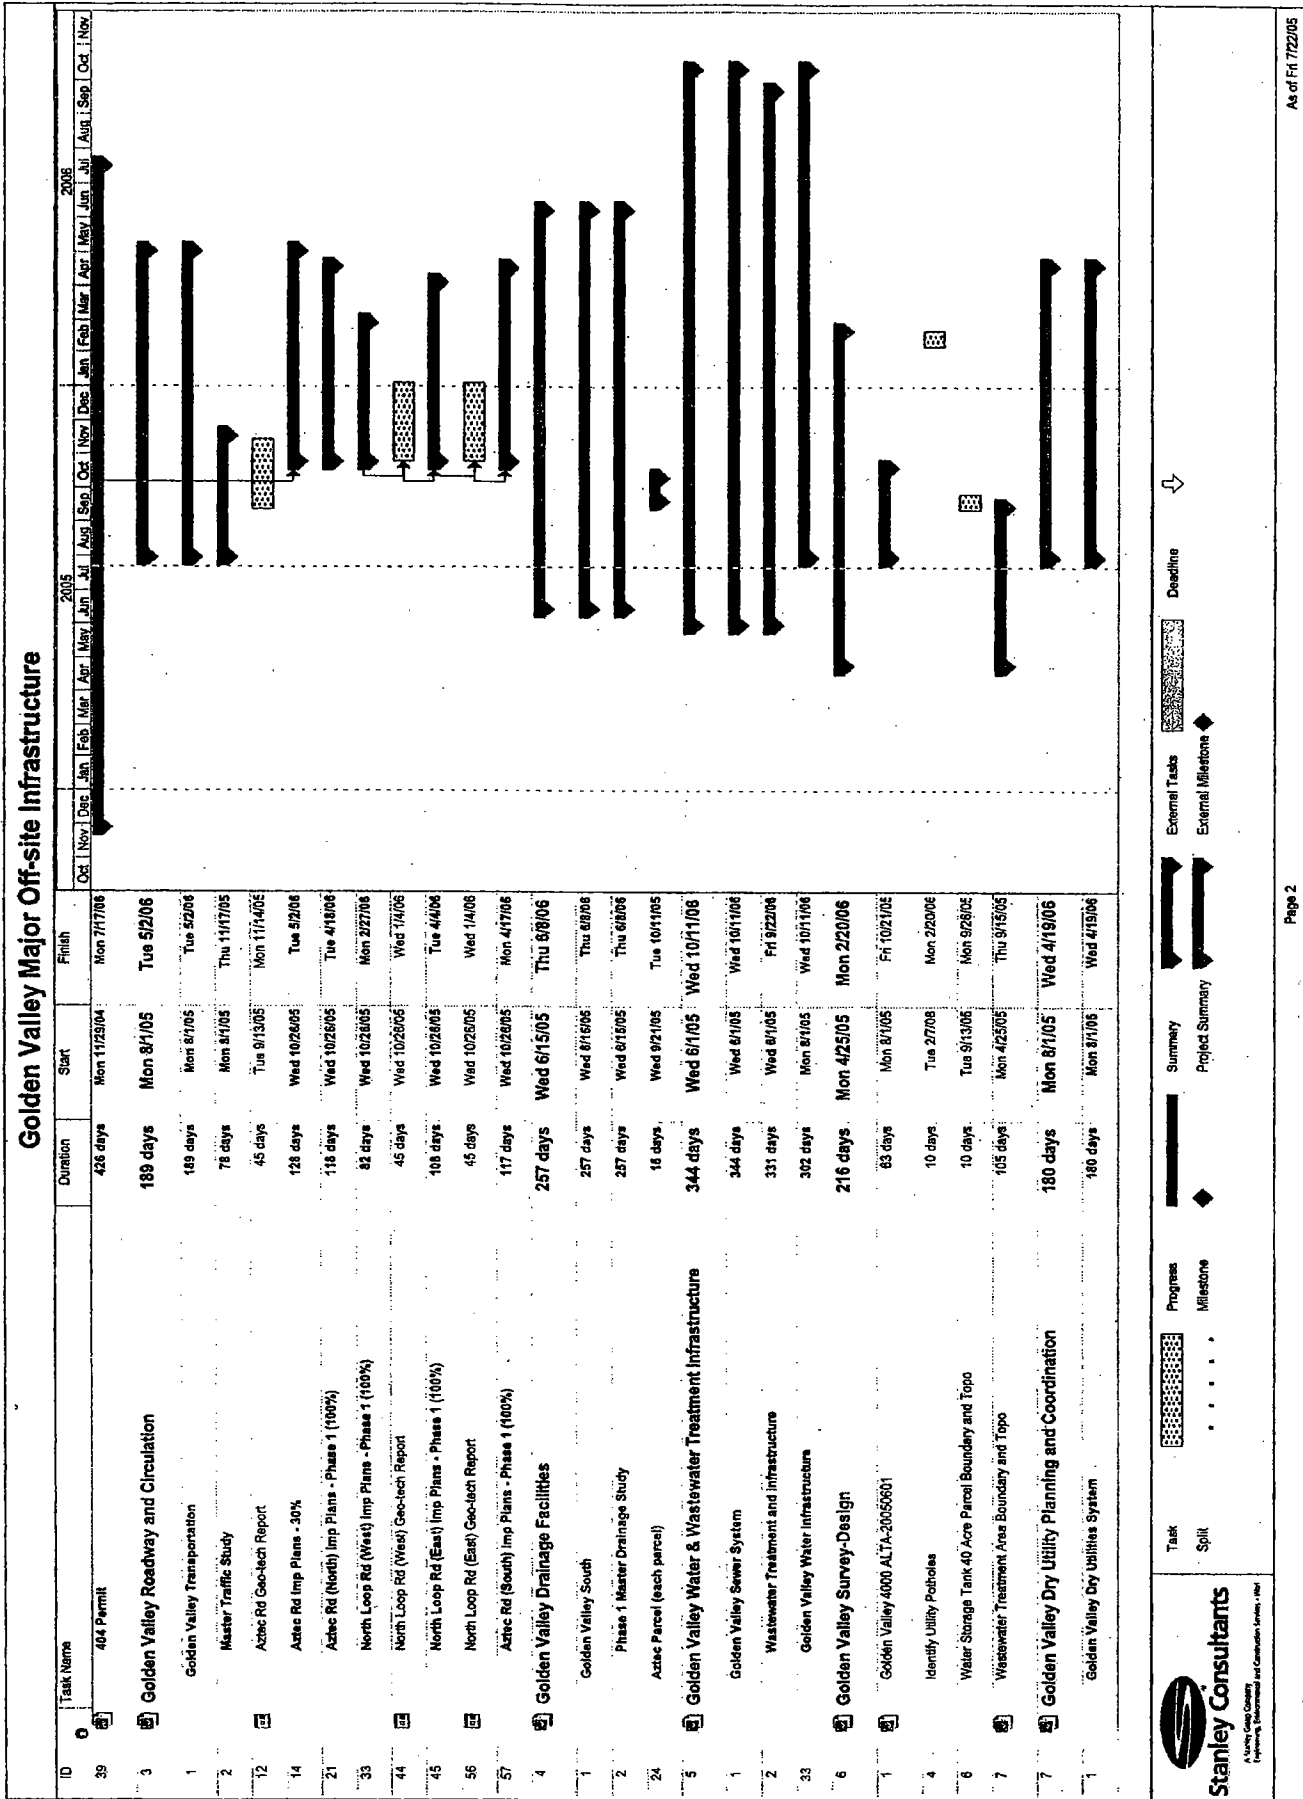 Golden Valley Major Off-site Infrastructure
ID Task Name Duration Start Finish
2005 2006
Oct Nov Dec Jan Feb Mar Apr May Jun Jul Aug Sep Oct Nov Dec Jan Feb Mar Apr May Jun Jul Aug Sep Oct Nov
39 404 Permit 426 days Mon 11/29/04 Mon 7/17/06
3 Golden Valley Roadway and Circulation 189 days Mon 8/1/05 Tue 5/2/06
1 Golden Valley Transportation 189 days Mon 8/1/05 Tue 5/2/06
2 Master Traffic Study 78 days Mon 8/1/05 Thu 11/17/05
12 Aztec Rd Geo-tech Report 45 days Tue 9/13/05 Mon 11/14/05
14 Aztec Rd Imp Plans - 30% 128 days Wed 10/26/05 Tue 5/2/06
21 Aztec Rd (North) Imp Plans - Phase 1 (100%) 118 days Wed 10/26/05 Tue 4/18/06
33 North Loop Rd (West) Imp Plans - Phase 1 (100%) 82 days Wed 10/26/05 Mon 2/27/06
44 North Loop Rd (West) Geo-tech Report 45 days Wed 10/26/05 Wed 1/4/06
45 North Loop Rd (East) Imp Plans - Phase 1 (100%) 108 days Wed 10/26/05 Tue 4/4/06
56 North Loop Rd (East) Geo-tech Report 45 days Wed 10/26/05 Wed 1/4/06
57 Aztec Rd (South) Imp Plans - Phase 1 (100%) 117 days Wed 10/26/05 Mon 4/17/06
4 Golden Valley Drainage Facilities 257 days Wed 6/15/05 Thu 6/8/06
1 Golden Valley South 257 days Wed 6/15/05 Thu 6/8/06
2 Phase 1 Master Drainage Study 257 days Wed 6/15/05 Thu 6/8/06
24 Aztec Parcel (each parcel) 15 days Wed 9/21/05 Tue 10/11/05
5 Golden Valley Water & Wastewater Treatment Infrastructure 344 days Wed 6/1/05 Wed 10/11/06
1 Golden Valley Sewer System 344 days Wed 6/1/05 Wed 10/11/06
2 Wastewater Treatment and Infrastructure 331 days Wed 6/1/05 Fri 9/22/06
33 Golden Valley Water Infrastructure 302 days Mon 8/1/05 Wed 10/11/06
6 Golden Valley Survey-Design 216 days Mon 4/25/05 Mon 2/20/06
1 Golden Valley 4000 ALTA-20050601 63 days Mon 8/1/05 Fri 10/21/05
4 Identify Utility Potholes 10 days Tue 2/7/06 Mon 2/20/06
6 Water Storage Tank 40 Acre Parcel Boundary and Topo 10 days Tue 9/13/05 Mon 9/26/05
7 Wastewater Treatment Area Boundary and Topo 105 days Mon 4/25/05 Thu 9/15/05
7 Golden Valley Dry Utility Planning and Coordination 180 days Mon 8/1/05 Wed 4/19/06
1 Golden Valley Dry Utilities System 180 days Mon 8/1/05 Wed 4/19/06
Stanley Consultants
A Stanley Group Company
Engineering, Environmental and Construction Services
Task Progress Summary External Tasks Deadline
Split Milestone Project Summary External Milestone
Page 2
As of Fri 7/22/05